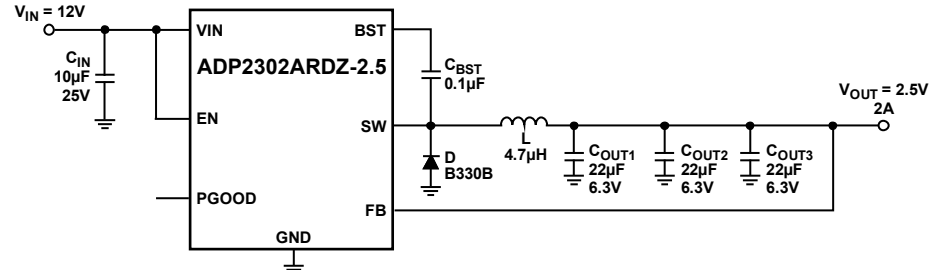 VIN = 12V
VIN
BST
ADP2302ARDZ-2.5
CIN
10µF
25V
CBST
0.1µF
EN
SW
VOUT = 2.5V
2A
L
4.7µH
D
B330B
COUT1
22µF
6.3V
COUT2
22µF
6.3V
COUT3
22µF
6.3V
PGOOD
FB
GND